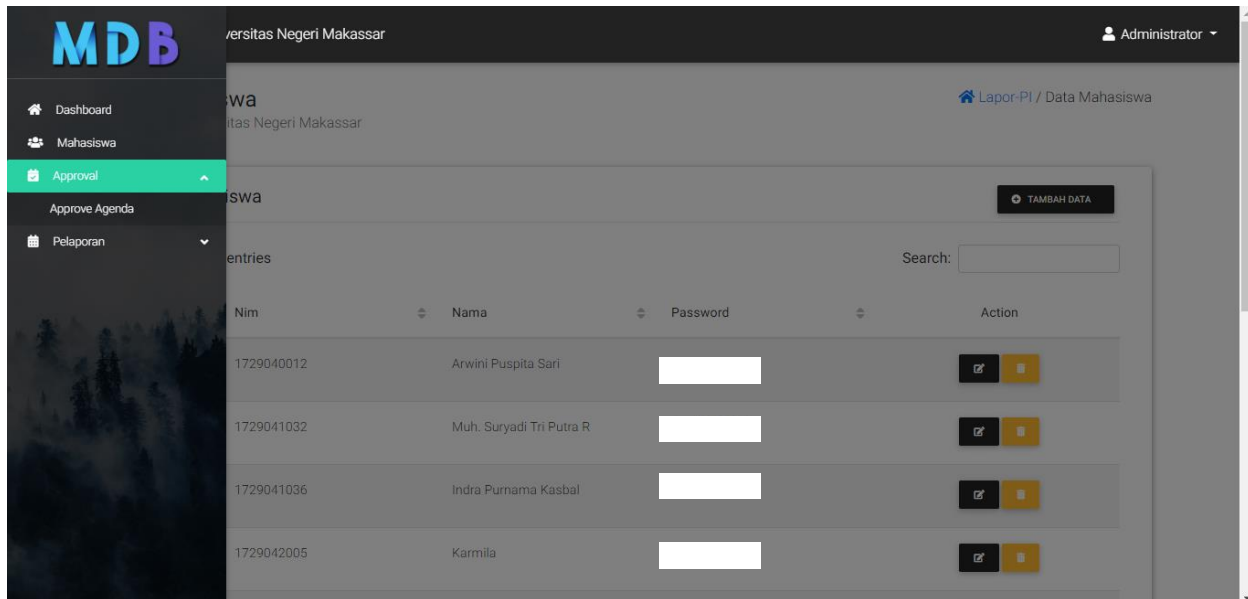 MDB
versitas Negeri Makassar
Administrator
Dashboard
Mahasiswa
Approval
Approve Agenda
Pelaporan
swa
itas Negeri Makassar
Lapor-PI / Data Mahasiswa
iswa
TAMBAH DATA
entries
Search:
Nim Nama Password Action
1729040012 Arwini Puspita Sari
1729041032 Muh. Suryadi Tri Putra R
1729041036 Indra Purnama Kasbal
1729042005 Karmila